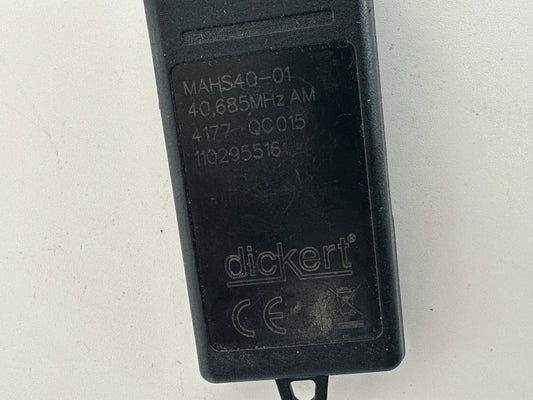 MAHS40-01
40,685MHz AM
4177 QC015
110295516
dickert®
CE